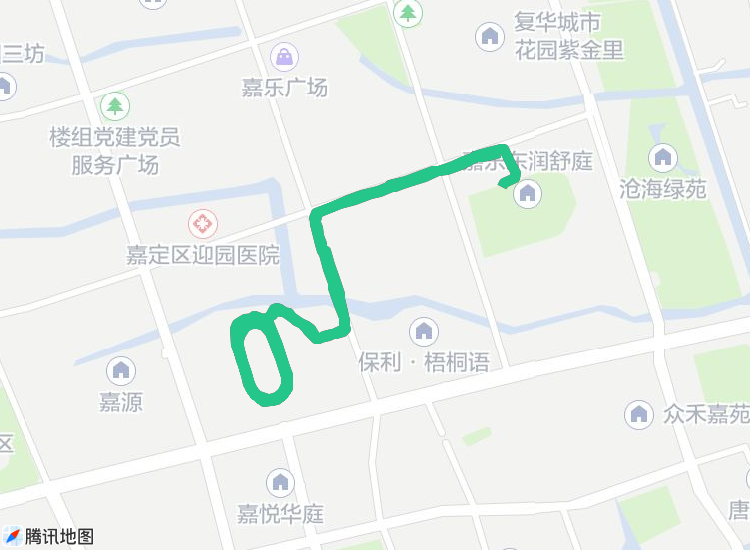 复华城市
花园紫金里
三坊
嘉乐广场
楼组党建党员
服务广场
东润舒庭
沧海绿苑
嘉定区迎园医院
保利·梧桐语
嘉源
众禾嘉苑
区
唐
嘉悦华庭
腾讯地图